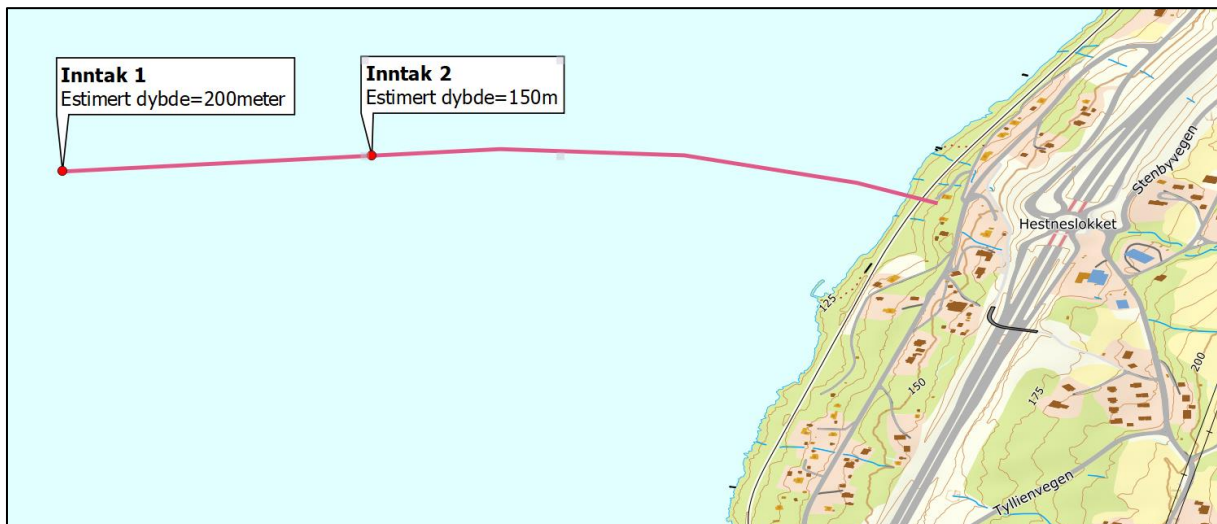 Inntak 1
Estimert dybde=200meter
Inntak 2
Estimert dybde=150m
Stenbyvegen
Hestneslokket
125
150
175
200
Tyllienvegen